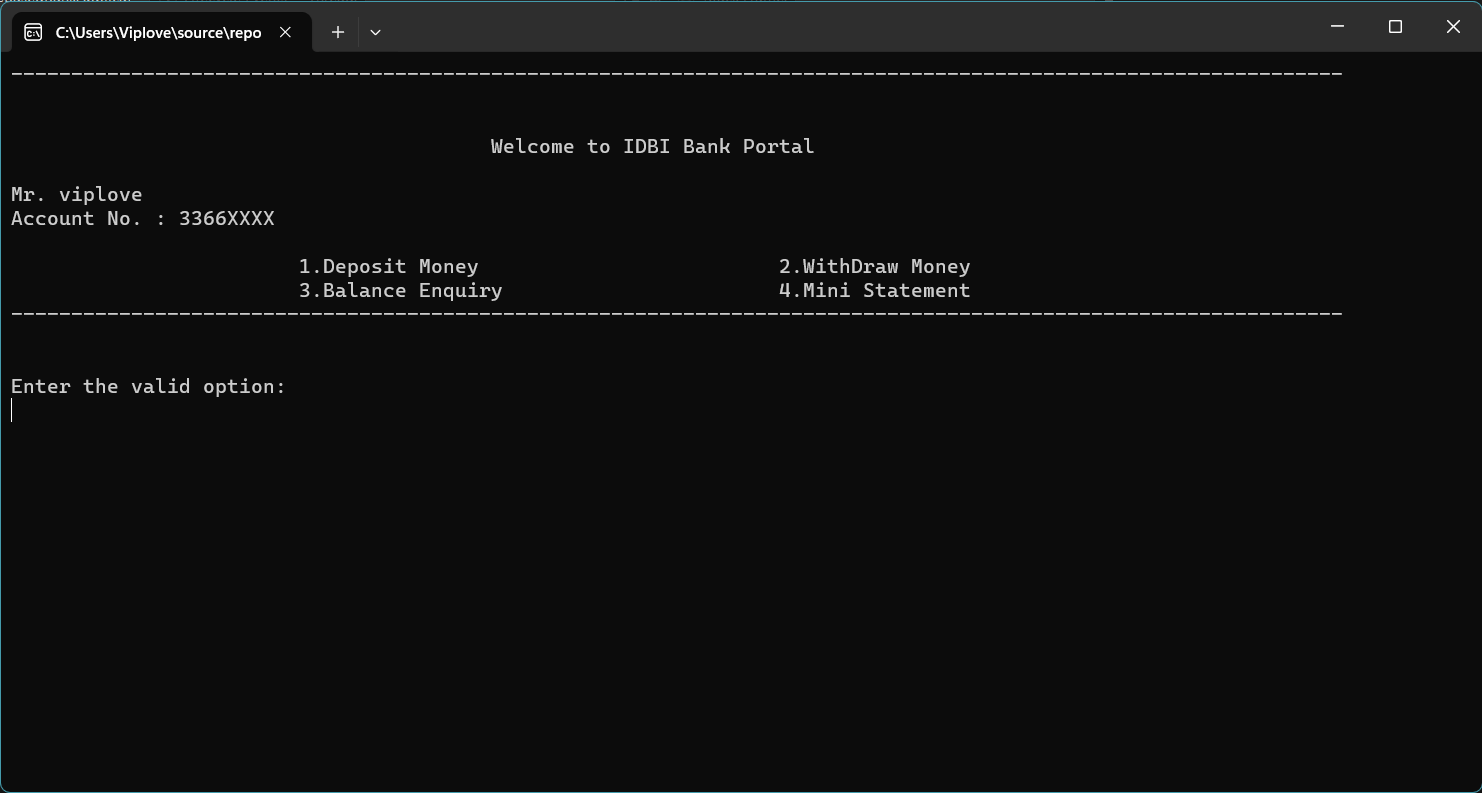 C:\Users\Viplove\source\repo
---------------------------------------------------------------------------------------------------------------
Welcome to IDBI Bank Portal
Mr. viplove
Account No. : 3366XXXX
1.Deposit Money 2.WithDraw Money
3.Balance Enquiry 4.Mini Statement
---------------------------------------------------------------------------------------------------------------
Enter the valid option: